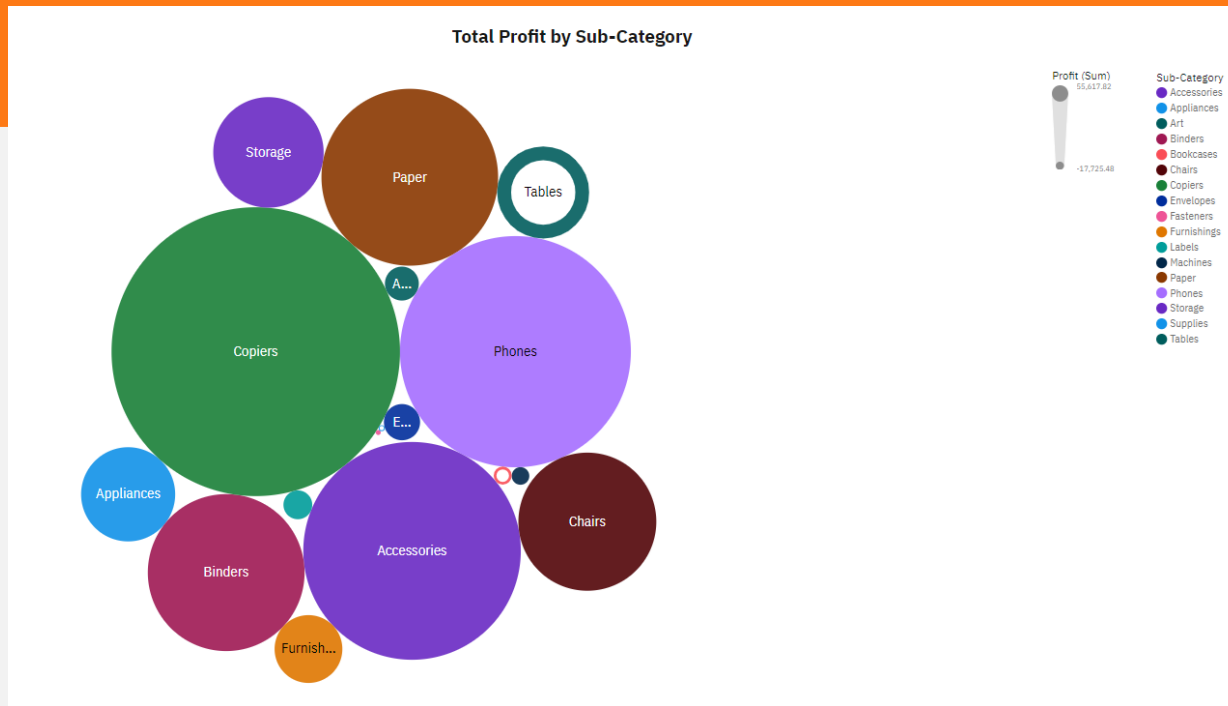 Total Profit by Sub-Category
Storage
Paper
Tables
A...
Copiers
Phones
E...
Appliances
Chairs
Accessories
Binders
Furnish...
Profit (Sum)
55,617.82
-17,725.48
Sub-Category
Accessories
Appliances
Art
Binders
Bookcases
Chairs
Copiers
Envelopes
Fasteners
Furnishings
Labels
Machines
Paper
Phones
Storage
Supplies
Tables